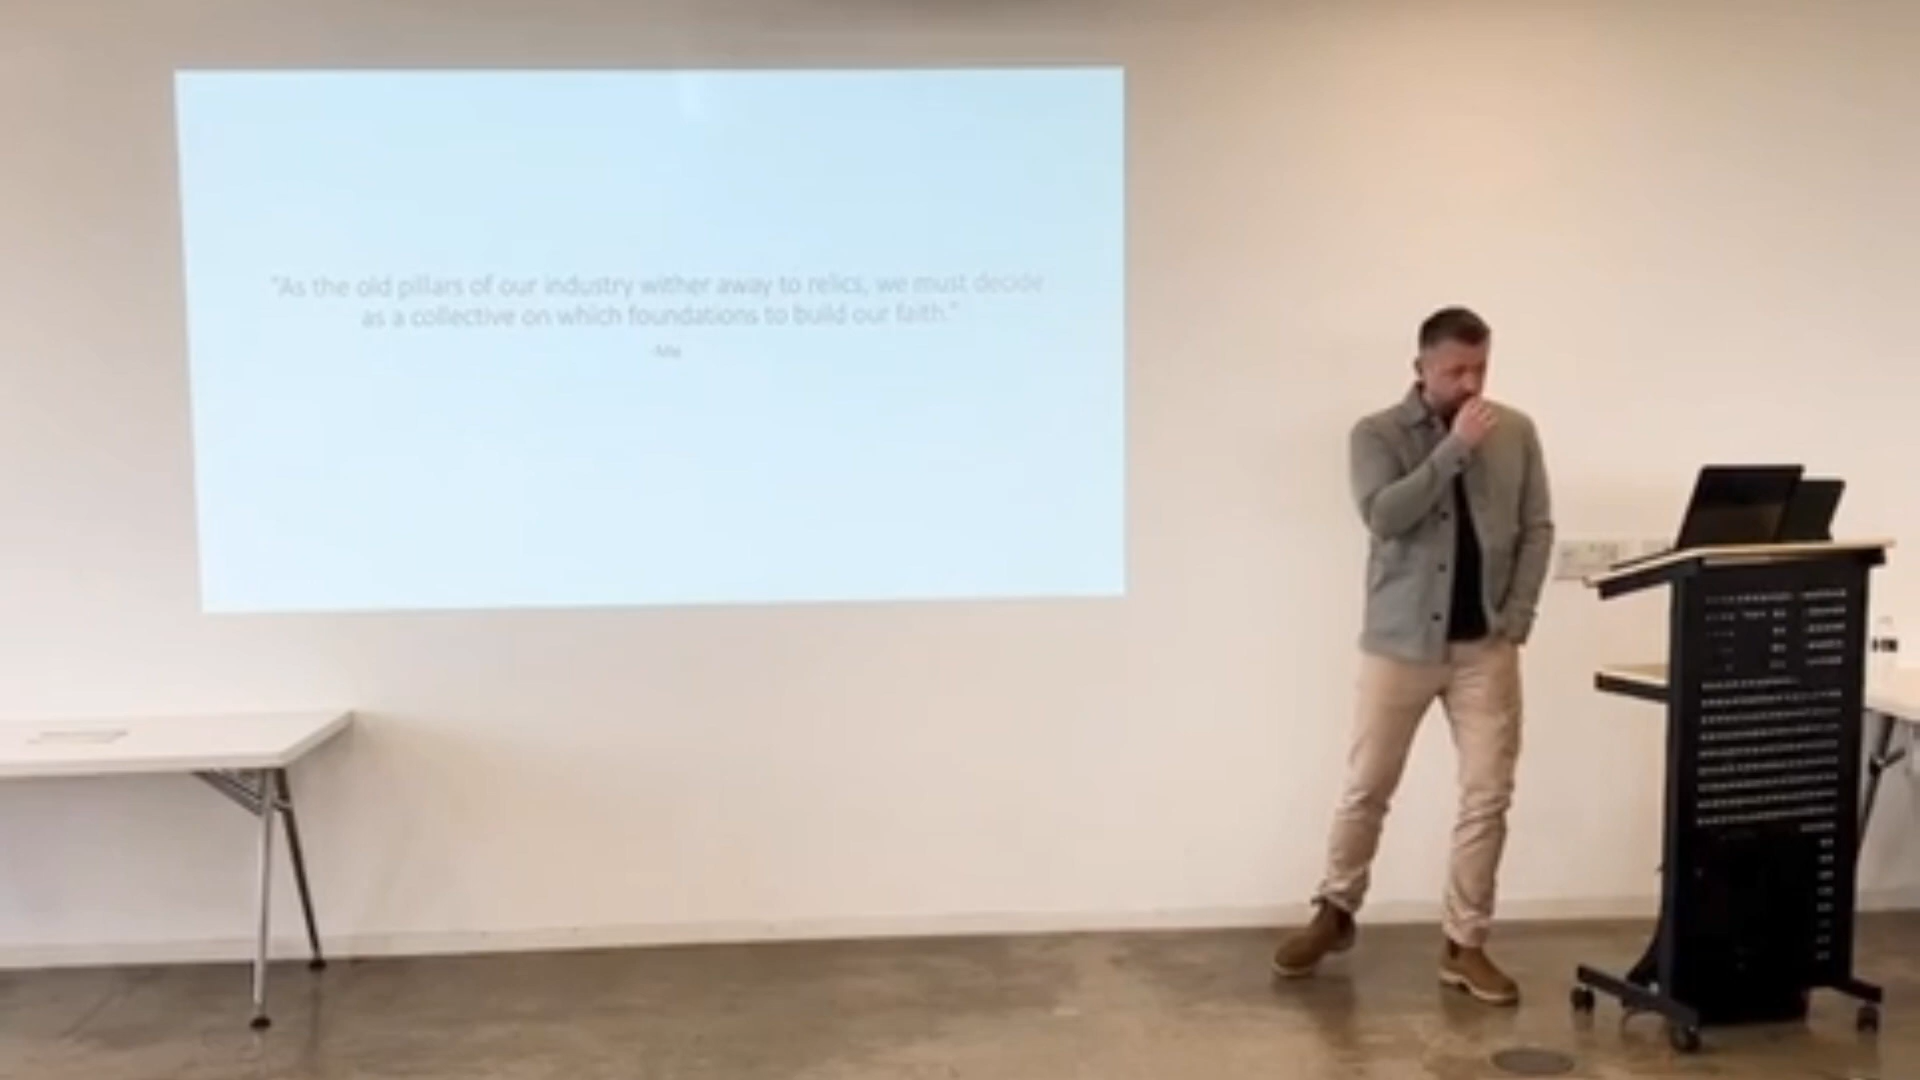 "As the old pillars of our industry wither away to relics, we must decide
as a collective on which foundations to build our faith."
-Me